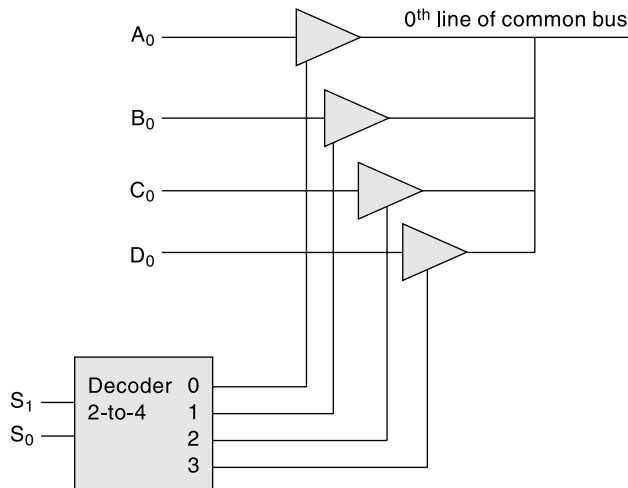 0th line of common bus
A0
B0
C0
D0
Decoder 0
2-to-4 1
2
3
S1
S0